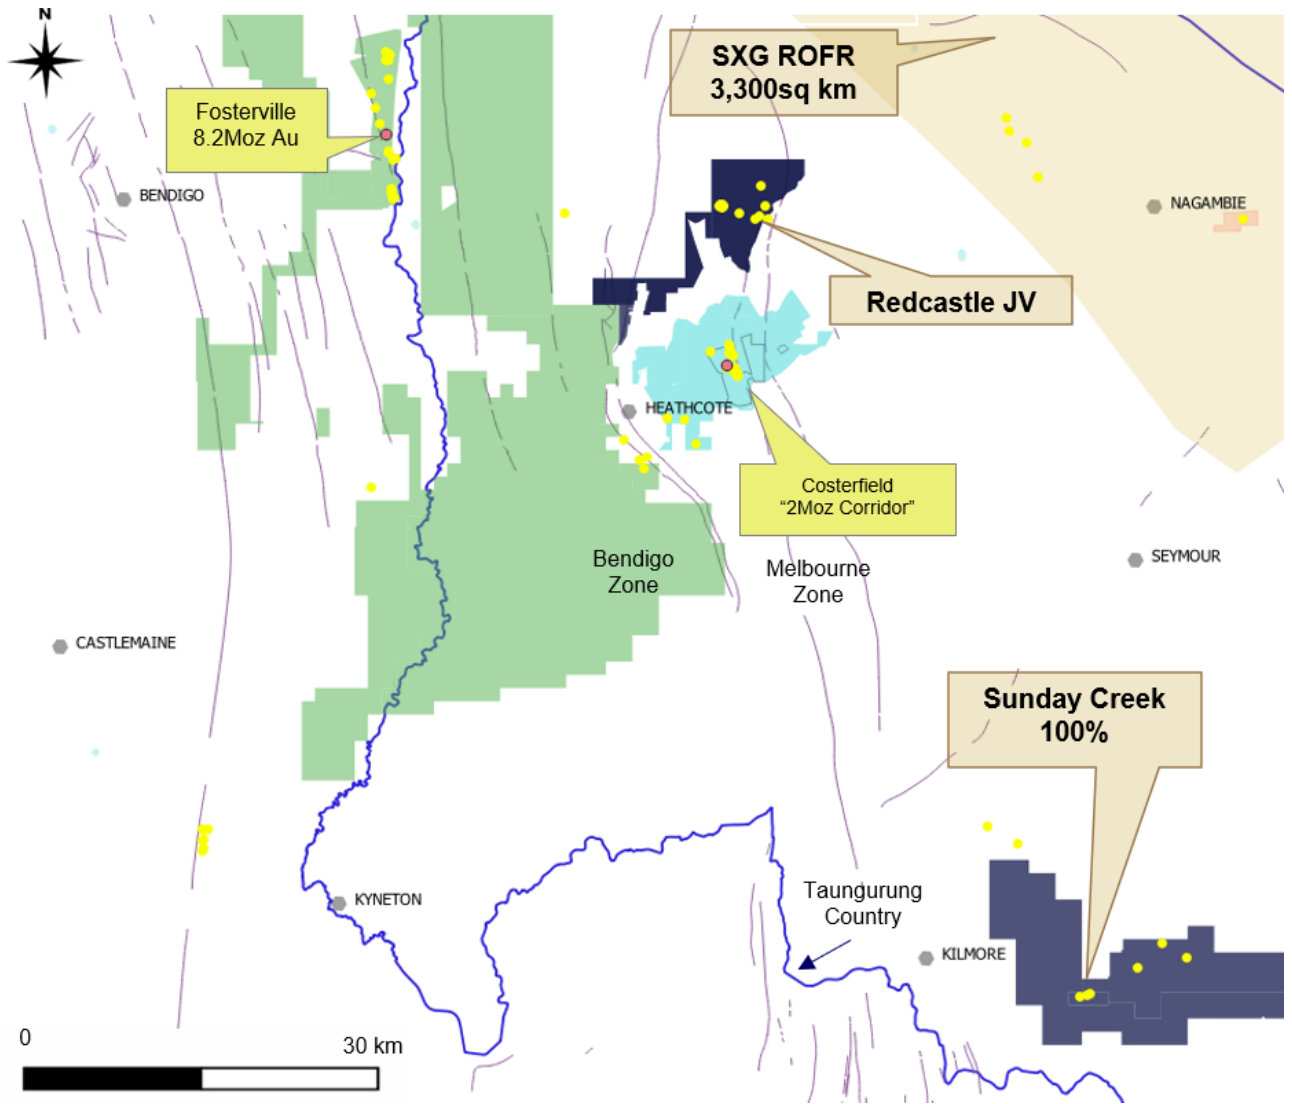 N
SXG ROFR
3,300sq km
Fosterville
8.2Moz Au
BENDIGO
NAGAMBIE
Redcastle JV
HEATHCOTE
Costerfield
“2Moz Corridor”
Bendigo
Zone
Melbourne
Zone
SEYMOUR
CASTLEMAINE
Sunday Creek
100%
Taungurung
Country
KYNETON
KILMORE
0
30 km